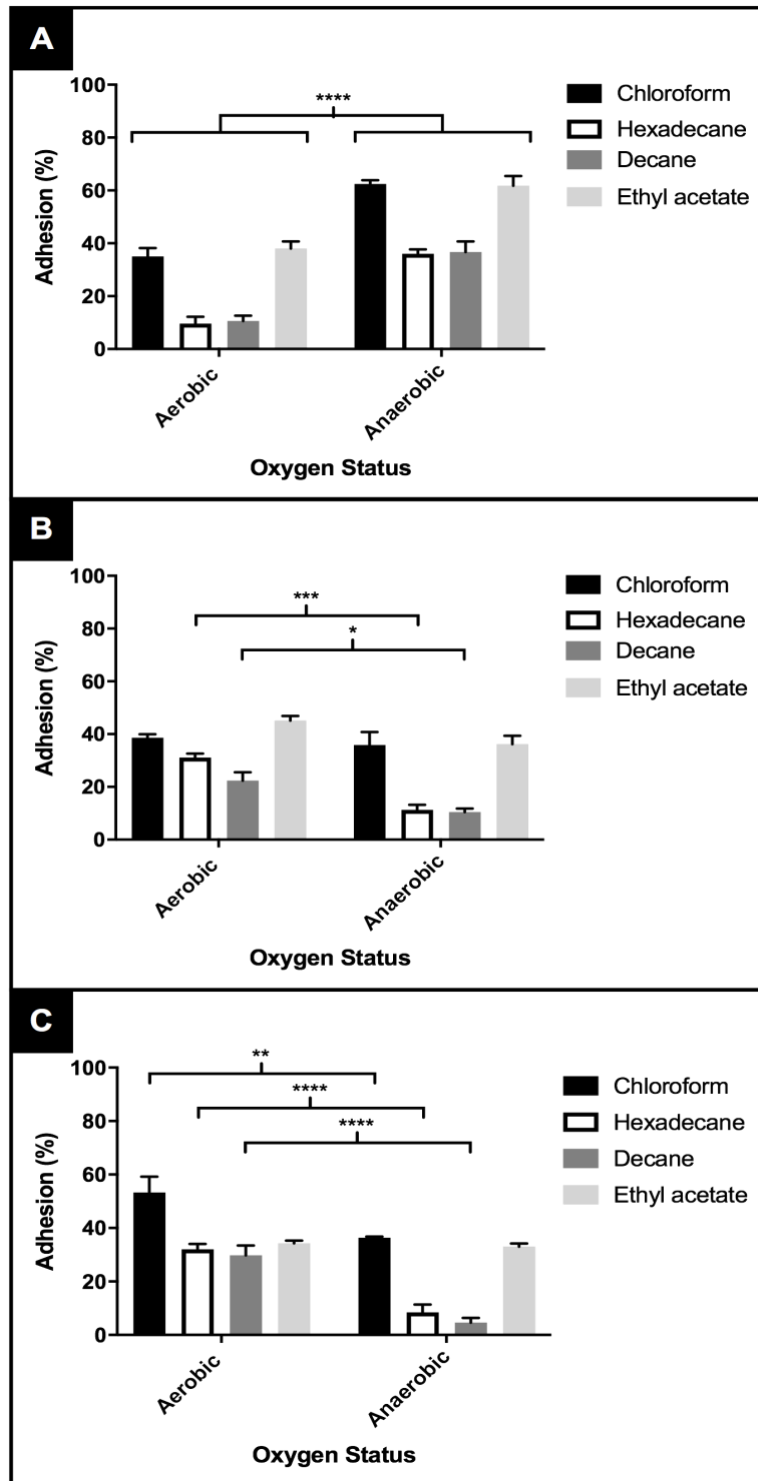 A
100
80
60
40
20
0
Adhesion (%)
****
Chloroform
Hexadecane
Decane
Ethyl acetate
Aerobic
Anaerobic
Oxygen Status
B
100
80
60
40
20
0
Adhesion (%)
***
*
Chloroform
Hexadecane
Decane
Ethyl acetate
Aerobic
Anaerobic
Oxygen Status
C
100
80
60
40
20
0
Adhesion (%)
**
****
****
Chloroform
Hexadecane
Decane
Ethyl acetate
Aerobic
Anaerobic
Oxygen Status